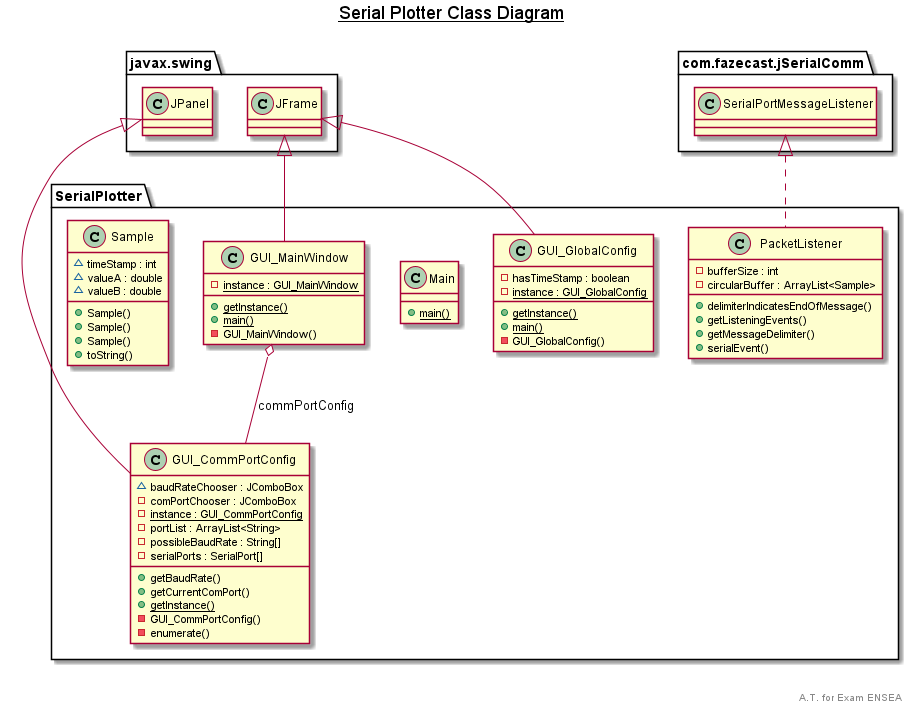 Serial Plotter Class Diagram
javax.swing
C JPanel
C JFrame
com.fazecast.jSerialComm
C SerialPortMessageListener
SerialPlotter
C Sample
timeStamp : int
valueA : double
valueB : double
Sample()
Sample()
Sample()
toString()
C GUI_MainWindow
instance : GUI_MainWindow
getInstance()
main()
GUI_MainWindow()
C Main
main()
C GUI_GlobalConfig
hasTimeStamp : boolean
instance : GUI_GlobalConfig
getInstance()
main()
GUI_GlobalConfig()
C PacketListener
bufferSize : int
circularBuffer : ArrayList<Sample>
delimiterIndicatesEndOfMessage()
getListeningEvents()
getMessageDelimiter()
serialEvent()
commPortConfig
C GUI_CommPortConfig
baudRateChooser : JComboBox
comPortChooser : JComboBox
instance : GUI_CommPortConfig
portList : ArrayList<String>
possibleBaudRate : String[]
serialPorts : SerialPort[]
getBaudRate()
getCurrentComPort()
getInstance()
GUI_CommPortConfig()
enumerate()
A.T. for Exam ENSEA